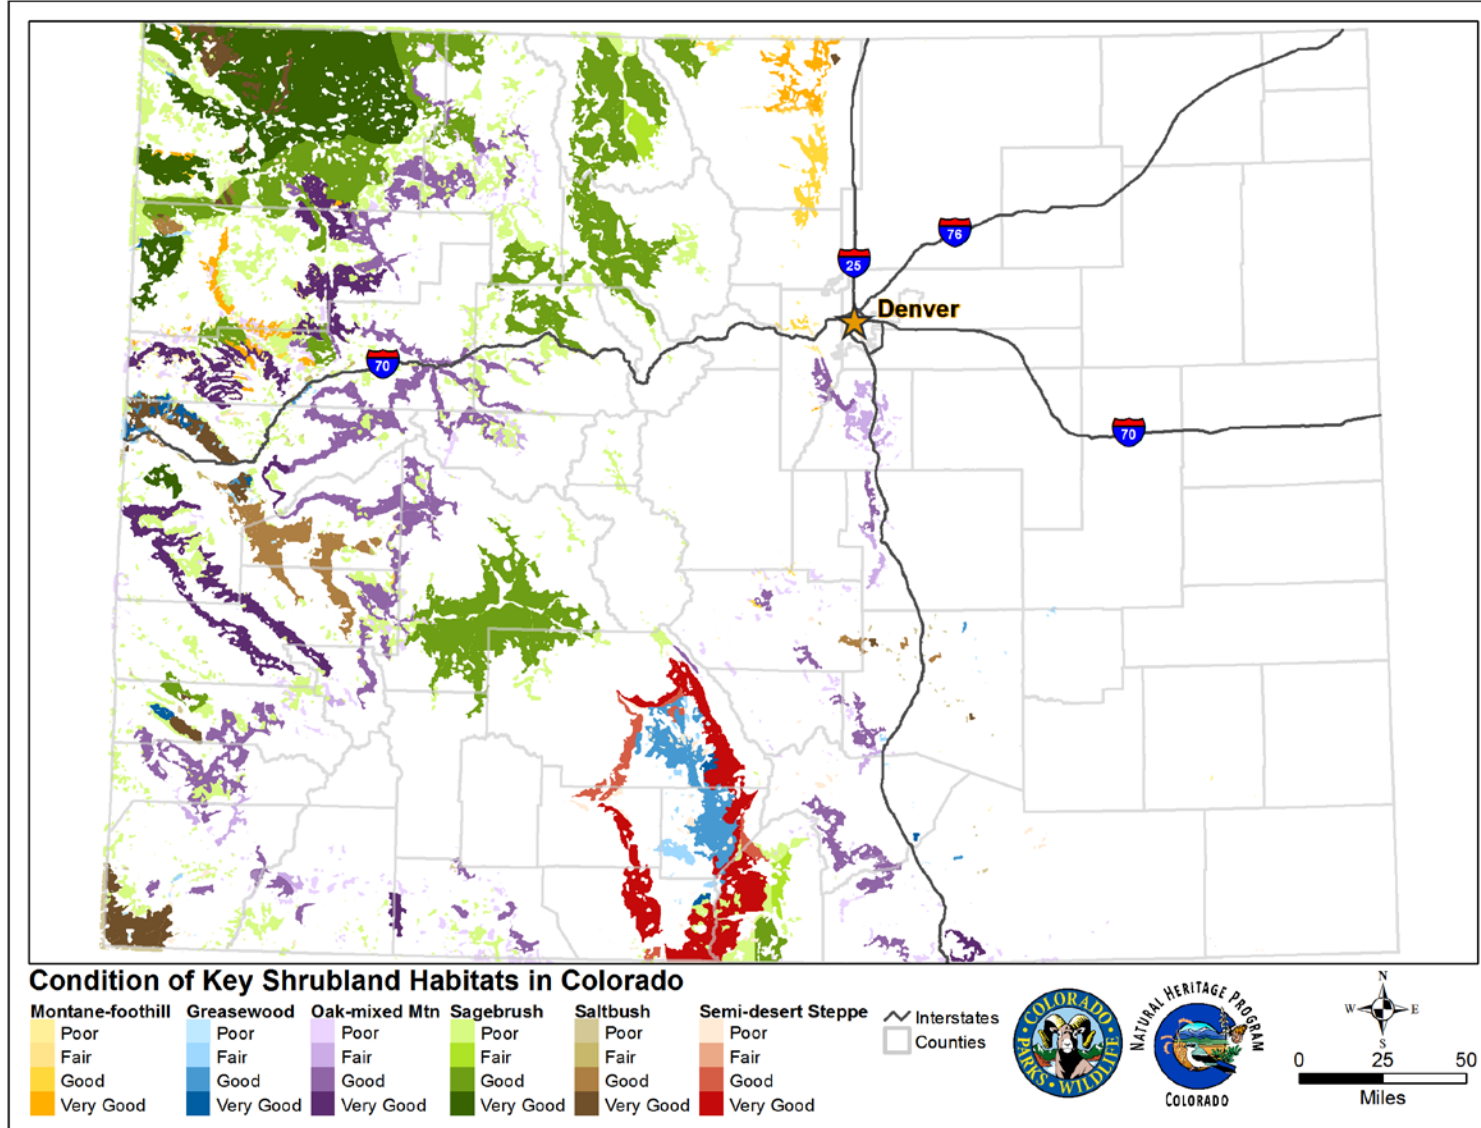 76
25
Denver
70
70
Condition of Key Shrubland Habitats in Colorado
Montane-foothill
Poor
Fair
Good
Very Good
Greasewood
Poor
Fair
Good
Very Good
Oak-mixed Mtn
Poor
Fair
Good
Very Good
Sagebrush
Poor
Fair
Good
Very Good
Saltbush
Poor
Fair
Good
Very Good
Semi-desert Steppe
Poor
Fair
Good
Very Good
Interstates
Counties
COLORADO
PARKS • WILDLIFE
NATURAL HERITAGE PROGRAM
COLORADO
N
W E
S
0 25 50
Miles